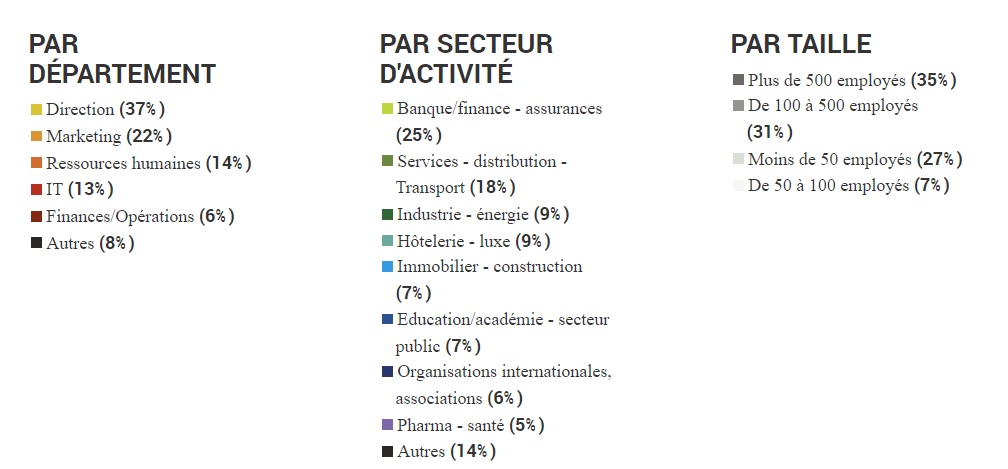 PAR
DÉPARTEMENT
Direction (37%)
Marketing (22%)
Ressources humaines (14%)
IT (13%)
Finances/Opérations (6%)
Autres (8%)
PAR SECTEUR
D'ACTIVITÉ
Banque/finance - assurances
(25%)
Services - distribution -
Transport (18%)
Industrie - énergie (9%)
Hôtelerie - luxe (9%)
Immobilier - construction
(7%)
Education/académie - secteur
public (7%)
Organisations internationales,
associations (6%)
Pharma - santé (5%)
Autres (14%)
PAR TAILLE
Plus de 500 employés (35%)
De 100 à 500 employés
(31%)
Moins de 50 employés (27%)
De 50 à 100 employés (7%)